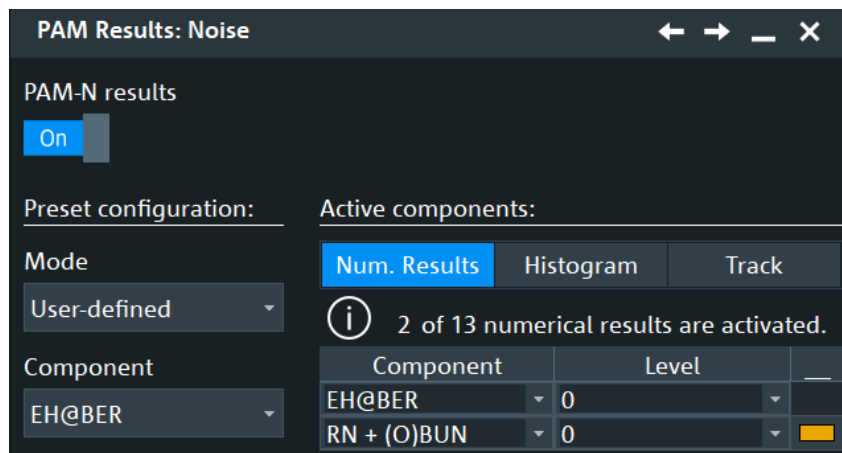 PAM Results: Noise
PAM-N results
On
Preset configuration:
Active components:
Mode
Num. Results Histogram Track
User-defined
2 of 13 numerical results are activated.
Component
Component Level
EH@BER
EH@BER 0
RN + (O)BUN 0